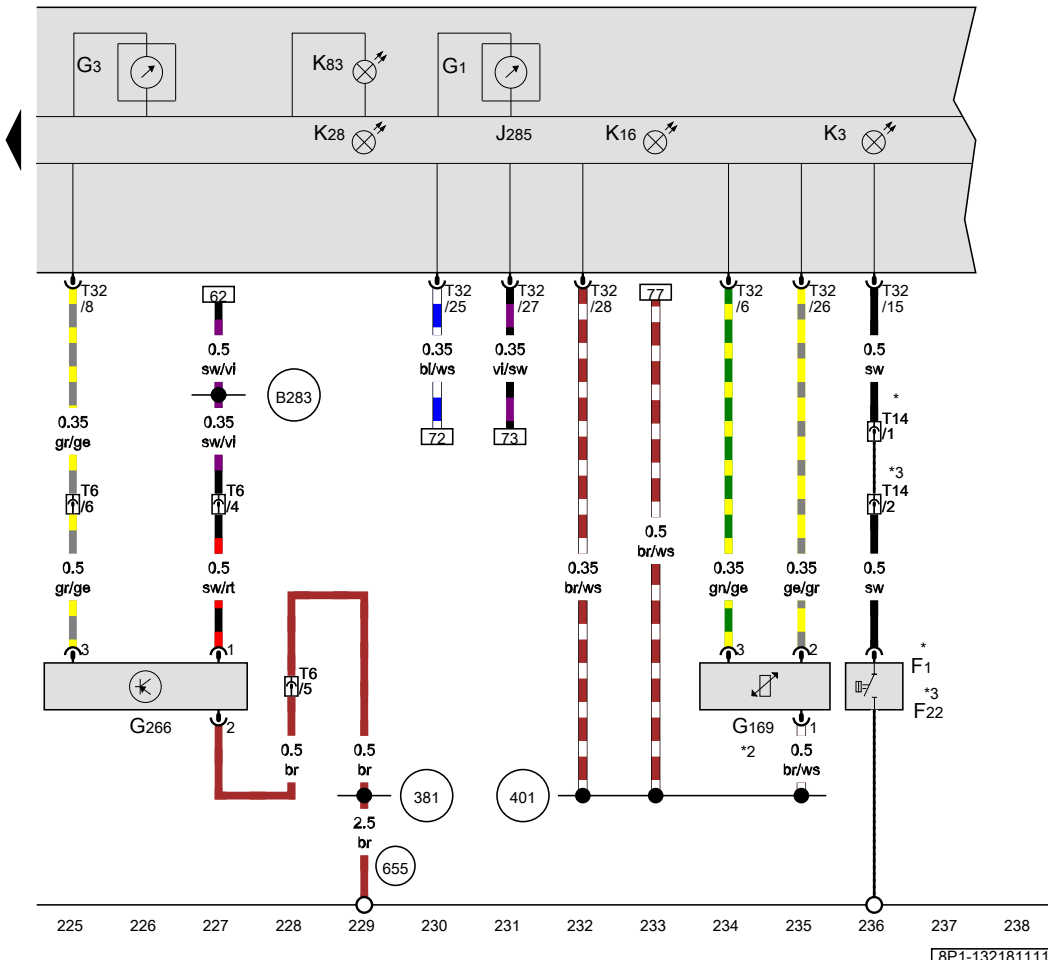 G3
K83
G1
K28
J285
K16
K3
T32
/8
62
T32
/25
T32
/27
T32
/28
77
T32
/6
T32
/26
T32
/15
0.5
sw/vi
0.35
bl/ws
0.35
vi/sw
0.5
sw
B283
*
0.35
gr/ge
0.35
sw/vi
72
73
T14
/1
*3
T14
/2
T6
/6
T6
/4
0.5
br/ws
0.5
gr/ge
0.5
sw/rt
0.35
br/ws
0.35
gn/ge
0.35
ge/gr
0.5
sw
3
1
3
2
*
F1
*3
F22
T6
/5
G266
2
G169
*2
1
0.5
br
0.5
br
0.5
br/ws
381
401
2.5
br
655
225 226 227 228 229 230 231 232 233 234 235 236 237 238
8P1-132181111